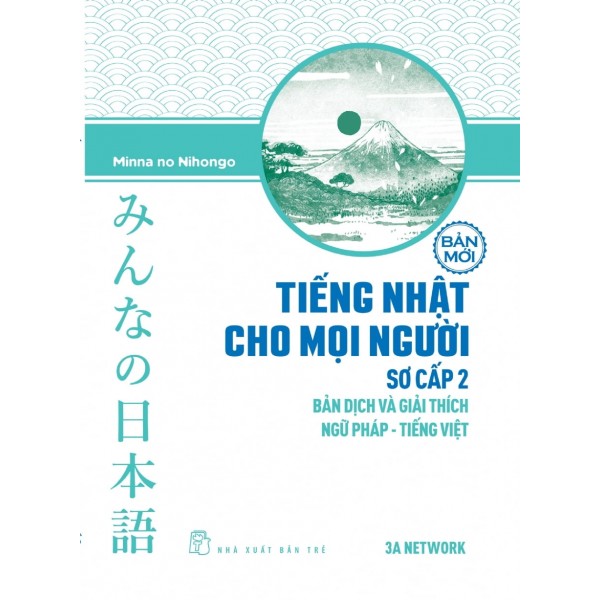 Minna no Nihongo
みんなの日本語
BẢN
MỚI
TIẾNG NHẬT
CHO MỌI NGƯỜI
SƠ CẤP 2
BẢN DỊCH VÀ GIẢI THÍCH
NGỮ PHÁP - TIẾNG VIỆT
NHÀ XUẤT BẢN TRẺ
3A NETWORK